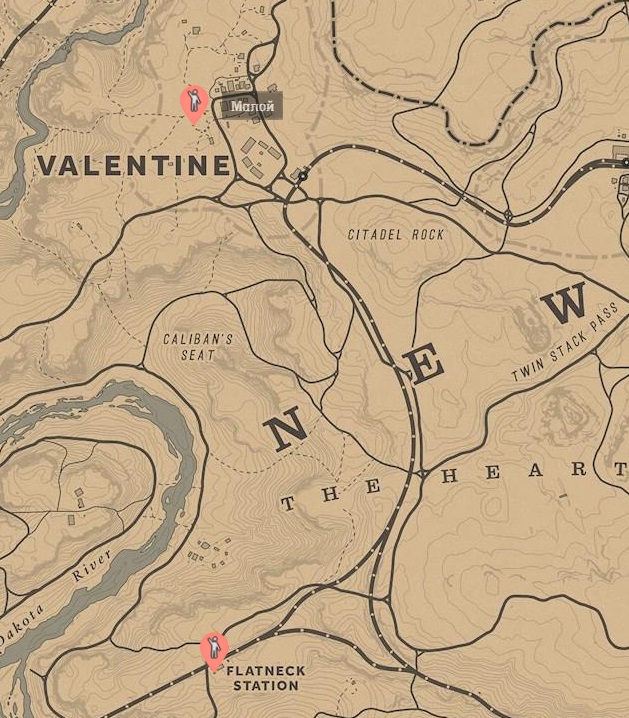 Малой
VALENTINE
CITADEL ROCK
W
CALIBAN'S
SEAT
TWIN STACK PASS
E
N
THE HEART
Dakota River
FLATNECK
STATION